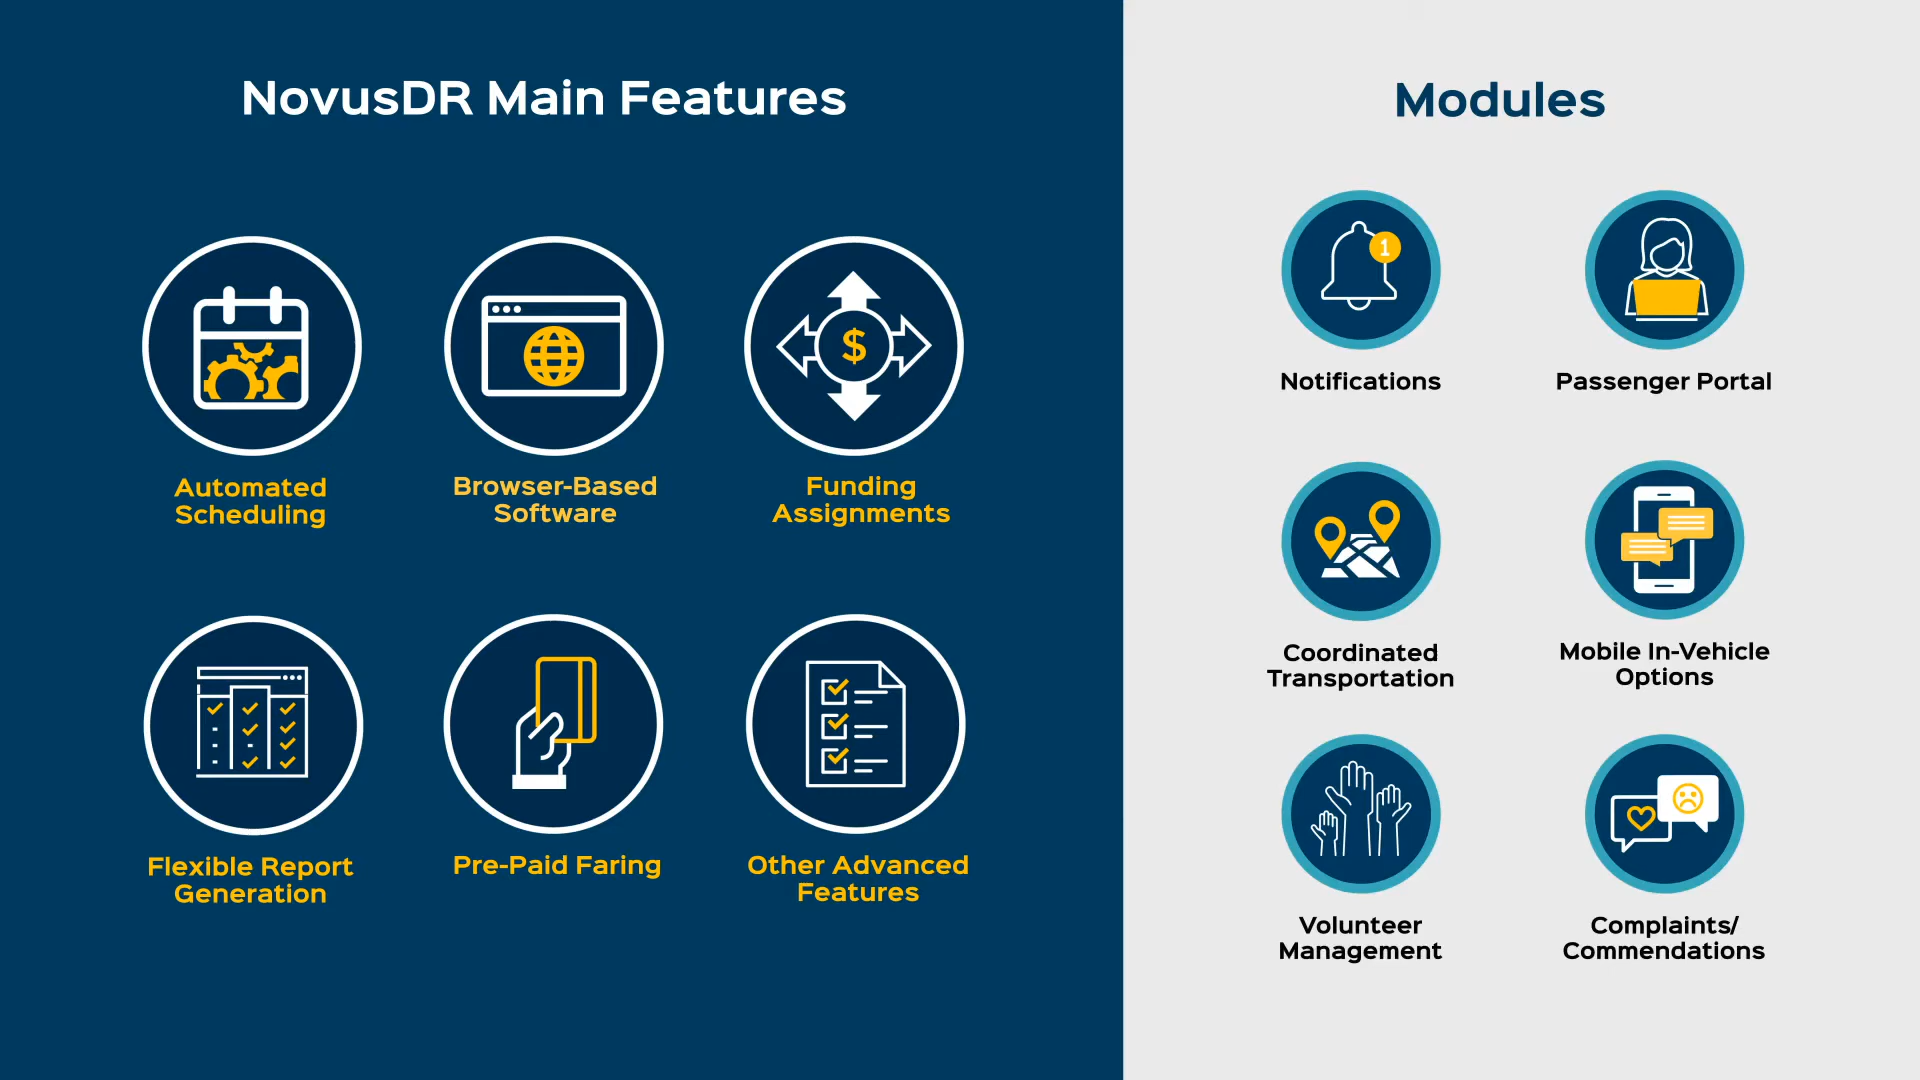 NovusDR Main Features
Automated
Scheduling
Browser-Based
Software
$
Funding
Assignments
Flexible Report
Generation
Pre-Paid Faring
Other Advanced
Features
Modules
1
Notifications
Passenger Portal
Coordinated
Transportation
Mobile In-Vehicle
Options
Volunteer
Management
Complaints/
Commendations